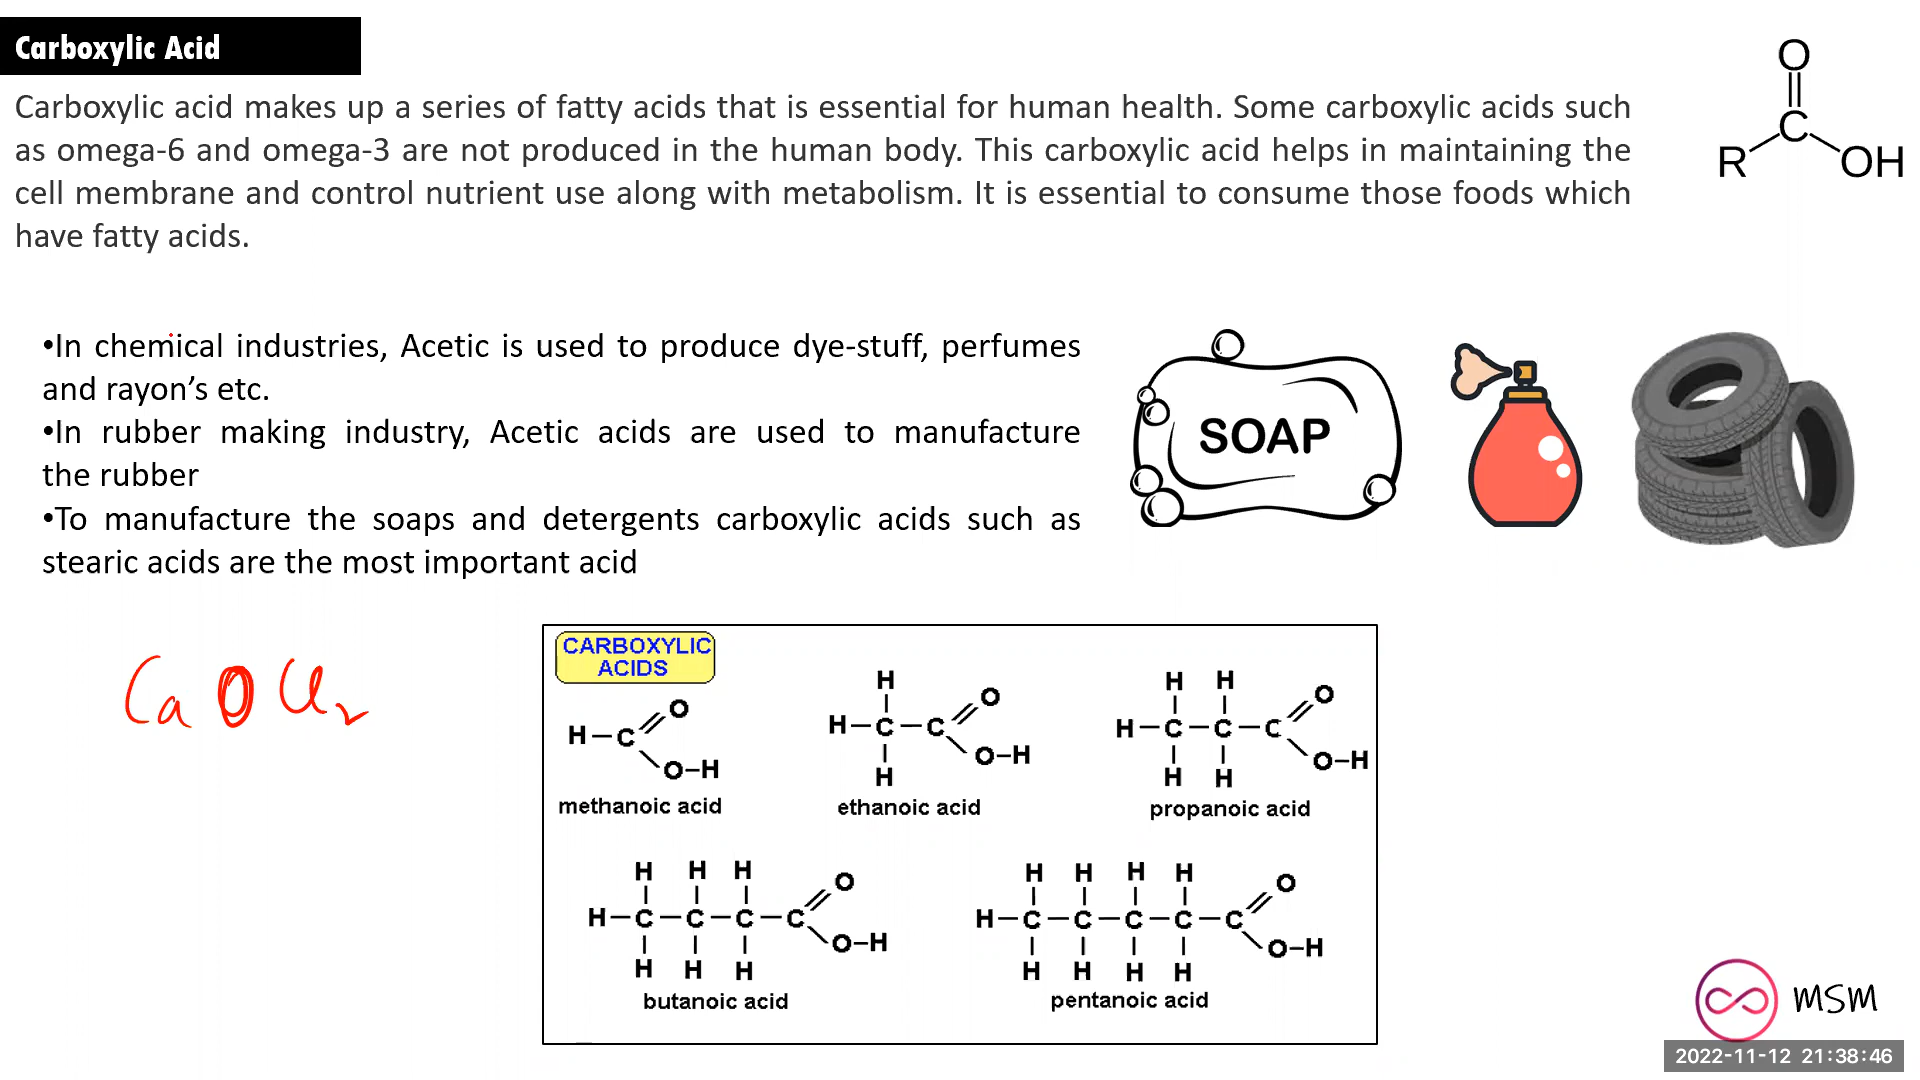 Carboxylic Acid
Carboxylic acid makes up a series of fatty acids that is essential for human health. Some carboxylic acids such
as omega-6 and omega-3 are not produced in the human body. This carboxylic acid helps in maintaining the
cell membrane and control nutrient use along with metabolism. It is essential to consume those foods which
have fatty acids.
O
C
R OH
•In chemical industries, Acetic is used to produce dye-stuff, perfumes
and rayon’s etc.
•In rubber making industry, Acetic acids are used to manufacture
the rubber
•To manufacture the soaps and detergents carboxylic acids such as
stearic acids are the most important acid
SOAP
CaOCl2
CARBOXYLIC
ACIDS
O
H–C
O–H
methanoic acid
H
O
H–C–C
O–H
H
ethanoic acid
H H
O
H–C–C–C
O–H
H H
propanoic acid
H H H
O
H–C–C–C–C
O–H
H H H
butanoic acid
H H H H
O
H–C–C–C–C–C
O–H
H H H H
pentanoic acid
MSM
2022-11-12 21:38:46